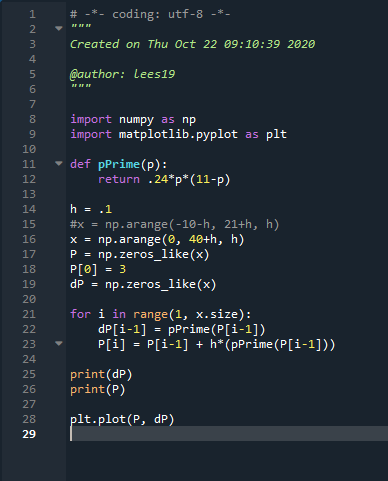 1 # -*- coding: utf-8 -*-
2 """
3 Created on Thu Oct 22 09:10:39 2020
4
5 @author: lees19
6 """
7
8 import numpy as np
9 import matplotlib.pyplot as plt
10
11 def pPrime(p):
12     return .24*p*(11-p)
13
14 h = .1
15 #x = np.arange(-10-h, 21+h, h)
16 x = np.arange(0, 40+h, h)
17 P = np.zeros_like(x)
18 P[0] = 3
19 dP = np.zeros_like(x)
20
21 for i in range(1, x.size):
22     dP[i-1] = pPrime(P[i-1])
23     P[i] = P[i-1] + h*(pPrime(P[i-1]))
24
25 print(dP)
26 print(P)
27
28 plt.plot(P, dP)
29